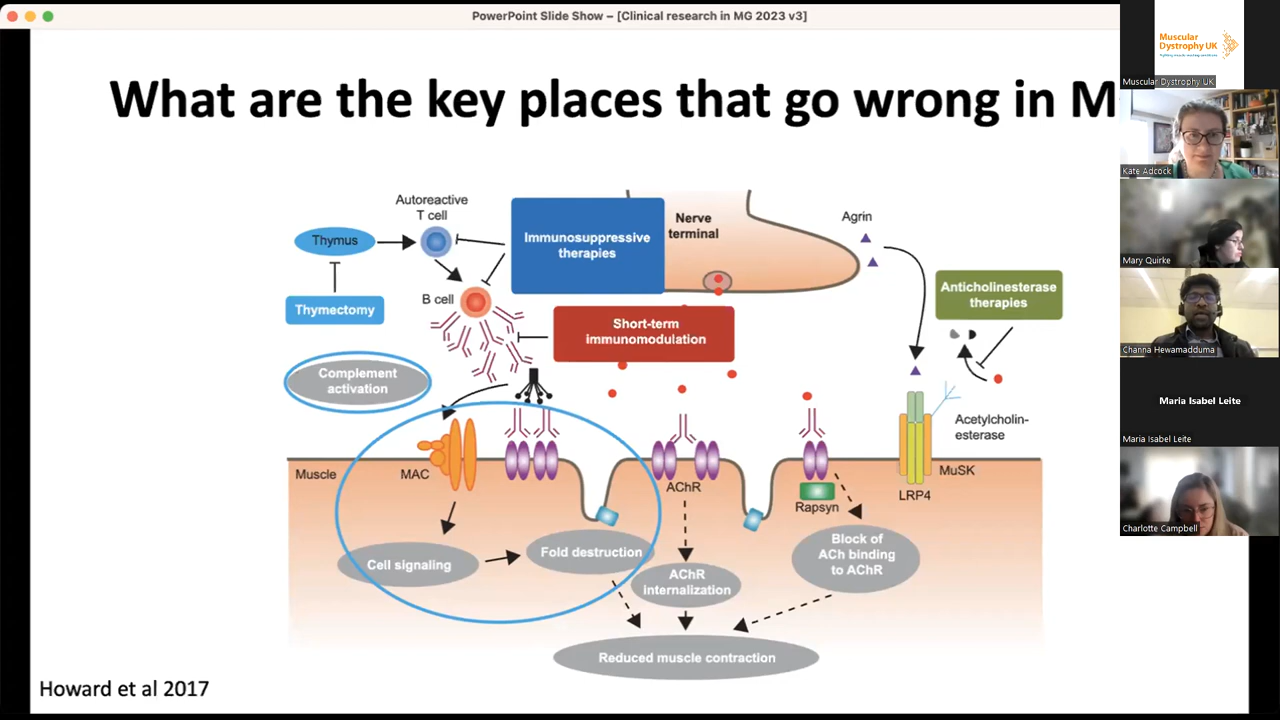 PowerPoint Slide Show – [Clinical research in MG 2023 v3]
What are the key places that go wrong in M
Autoreactive
T cell
Thymus
Thymectomy
B cell
Immunosuppressive
therapies
Nerve
terminal
Agrin
Anticholinesterase
therapies
Short-term
immunomodulation
Complement
activation
Muscle
MAC
AChR
Rapsyn
LRP4
MuSK
Acetylcholin-
esterase
Cell signaling
Fold destruction
AChR
internalization
Block of
ACh binding
to AChR
Reduced muscle contraction
Howard et al 2017
Muscular
Dystrophy UK
Muscular Dystrophy UK
Kate Adcock
Mary Quirke
Channa Hewamadduma
Maria Isabel Leite
Maria Isabel Leite
Charlotte Campbell